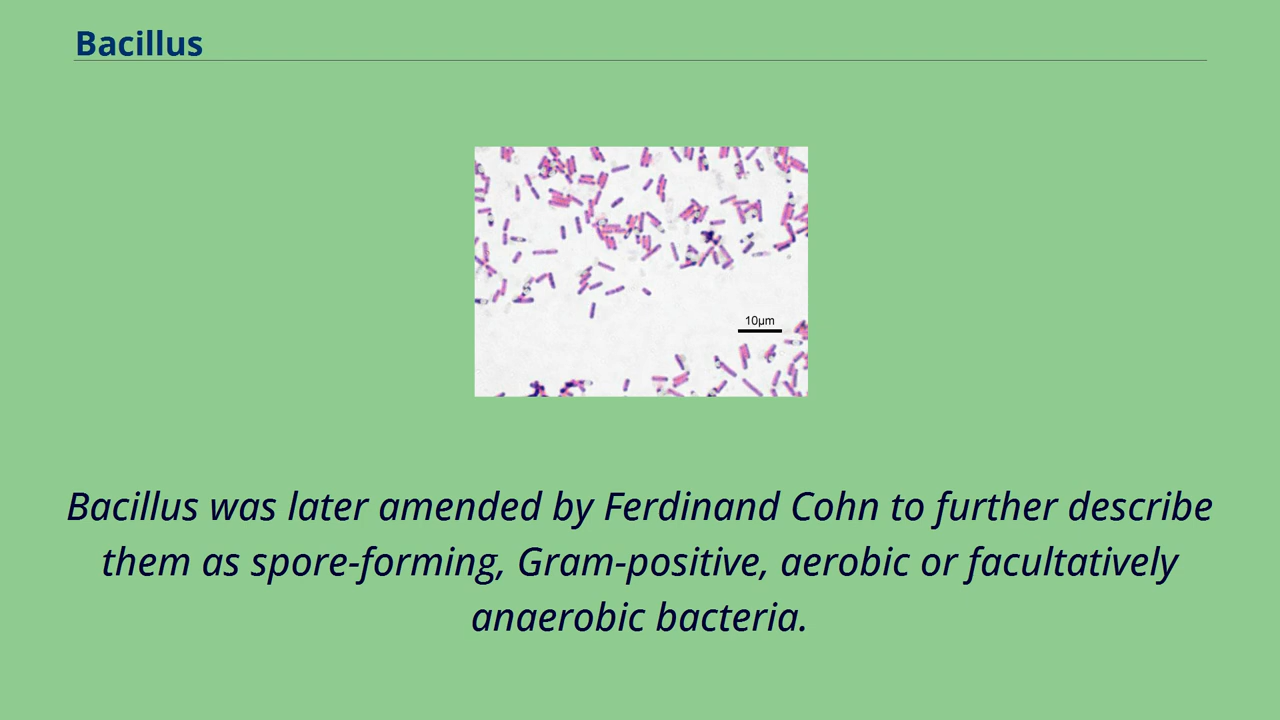 Bacillus
10µm
Bacillus was later amended by Ferdinand Cohn to further describe
them as spore-forming, Gram-positive, aerobic or facultatively
anaerobic bacteria.